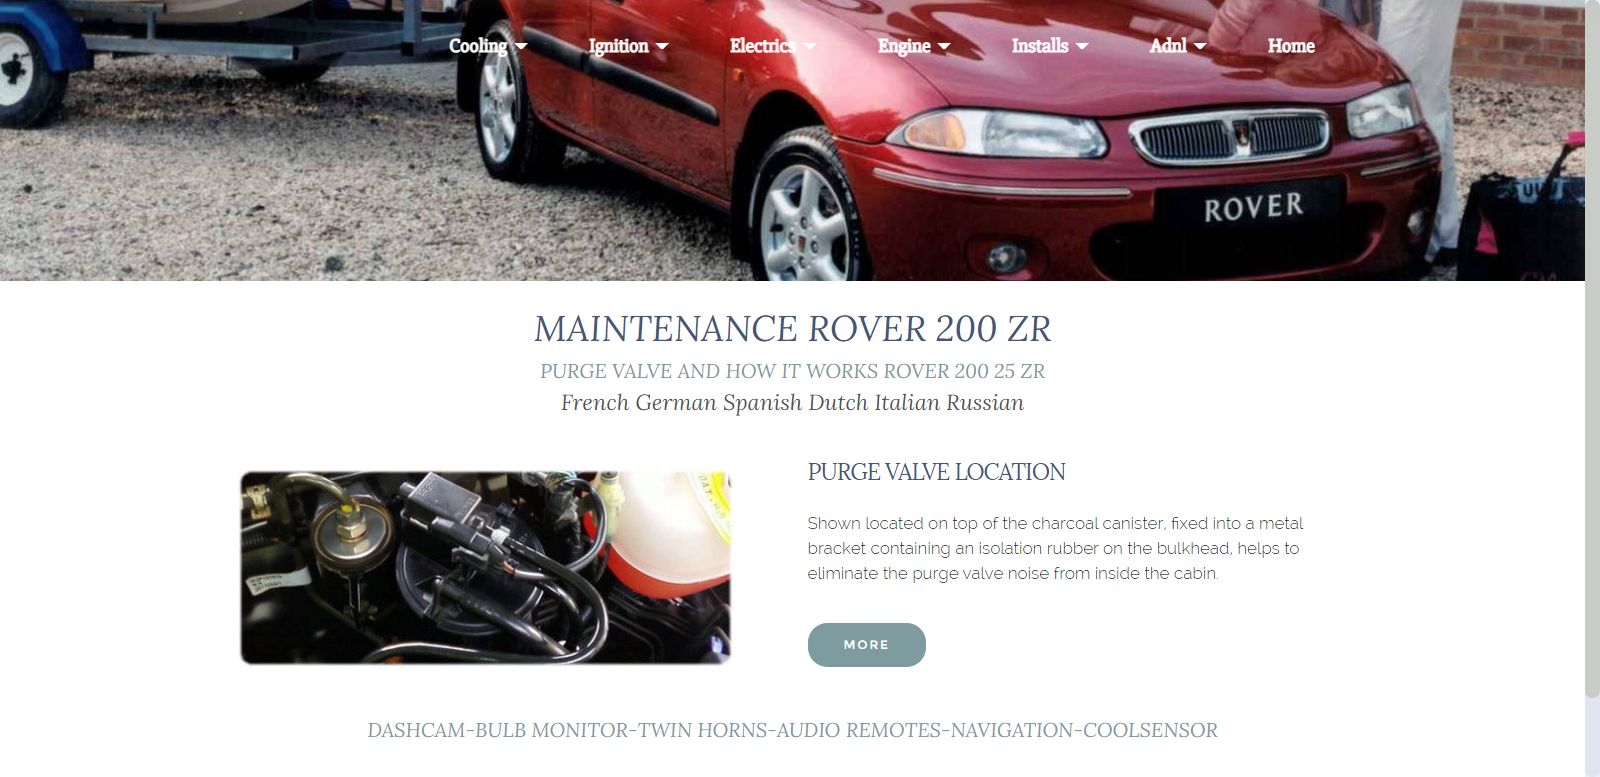 Cooling Ignition Electrics Engine Installs Adnl Home
ROVER
MAINTENANCE ROVER 200 ZR
PURGE VALVE AND HOW IT WORKS ROVER 200 25 ZR
French German Spanish Dutch Italian Russian
PURGE VALVE LOCATION
Shown located on top of the charcoal canister, fixed into a metal
bracket containing an isolation rubber on the bulkhead, helps to
eliminate the purge valve noise from inside the cabin.
MORE
DASHCAM-BULB MONITOR-TWIN HORNS-AUDIO REMOTES-NAVIGATION-COOLSENSOR